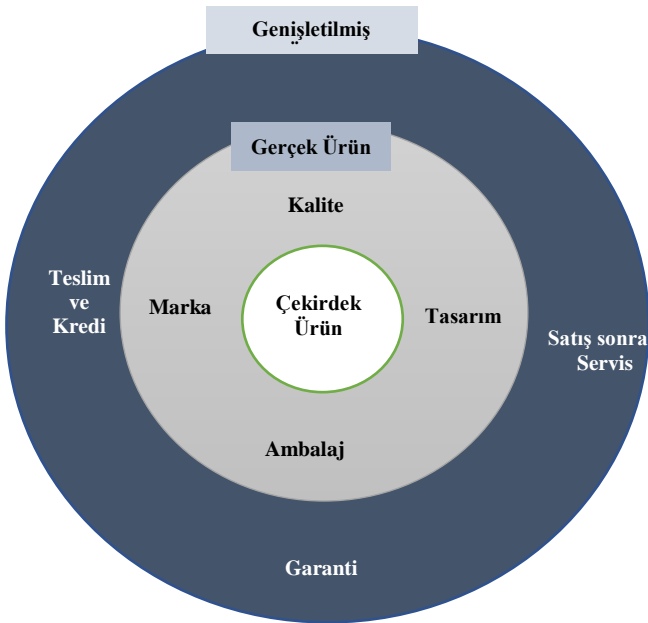 Genişletilmiş
Gerçek Ürün
Kalite
Teslim
ve
Kredi
Marka
Çekirdek
Ürün
Tasarım
Satış sonra
Servis
Ambalaj
Garanti